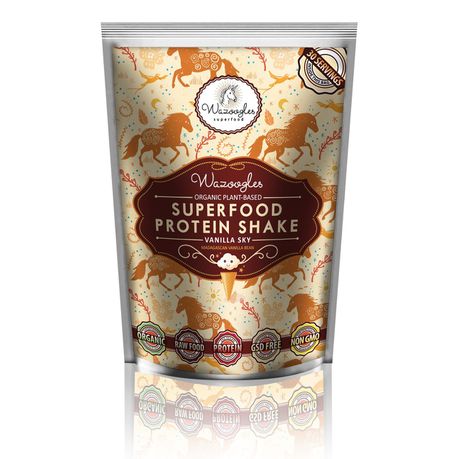 30 SERVINGS
Wazoogles
superfood
Wazoogles
ORGANIC PLANT-BASED
SUPERFOOD
PROTEIN SHAKE
VANILLA SKY
MADAGASCAN VANILLA BEAN
ORGANIC
RAW FOOD
PROTEIN
GSD FREE
NON GMO